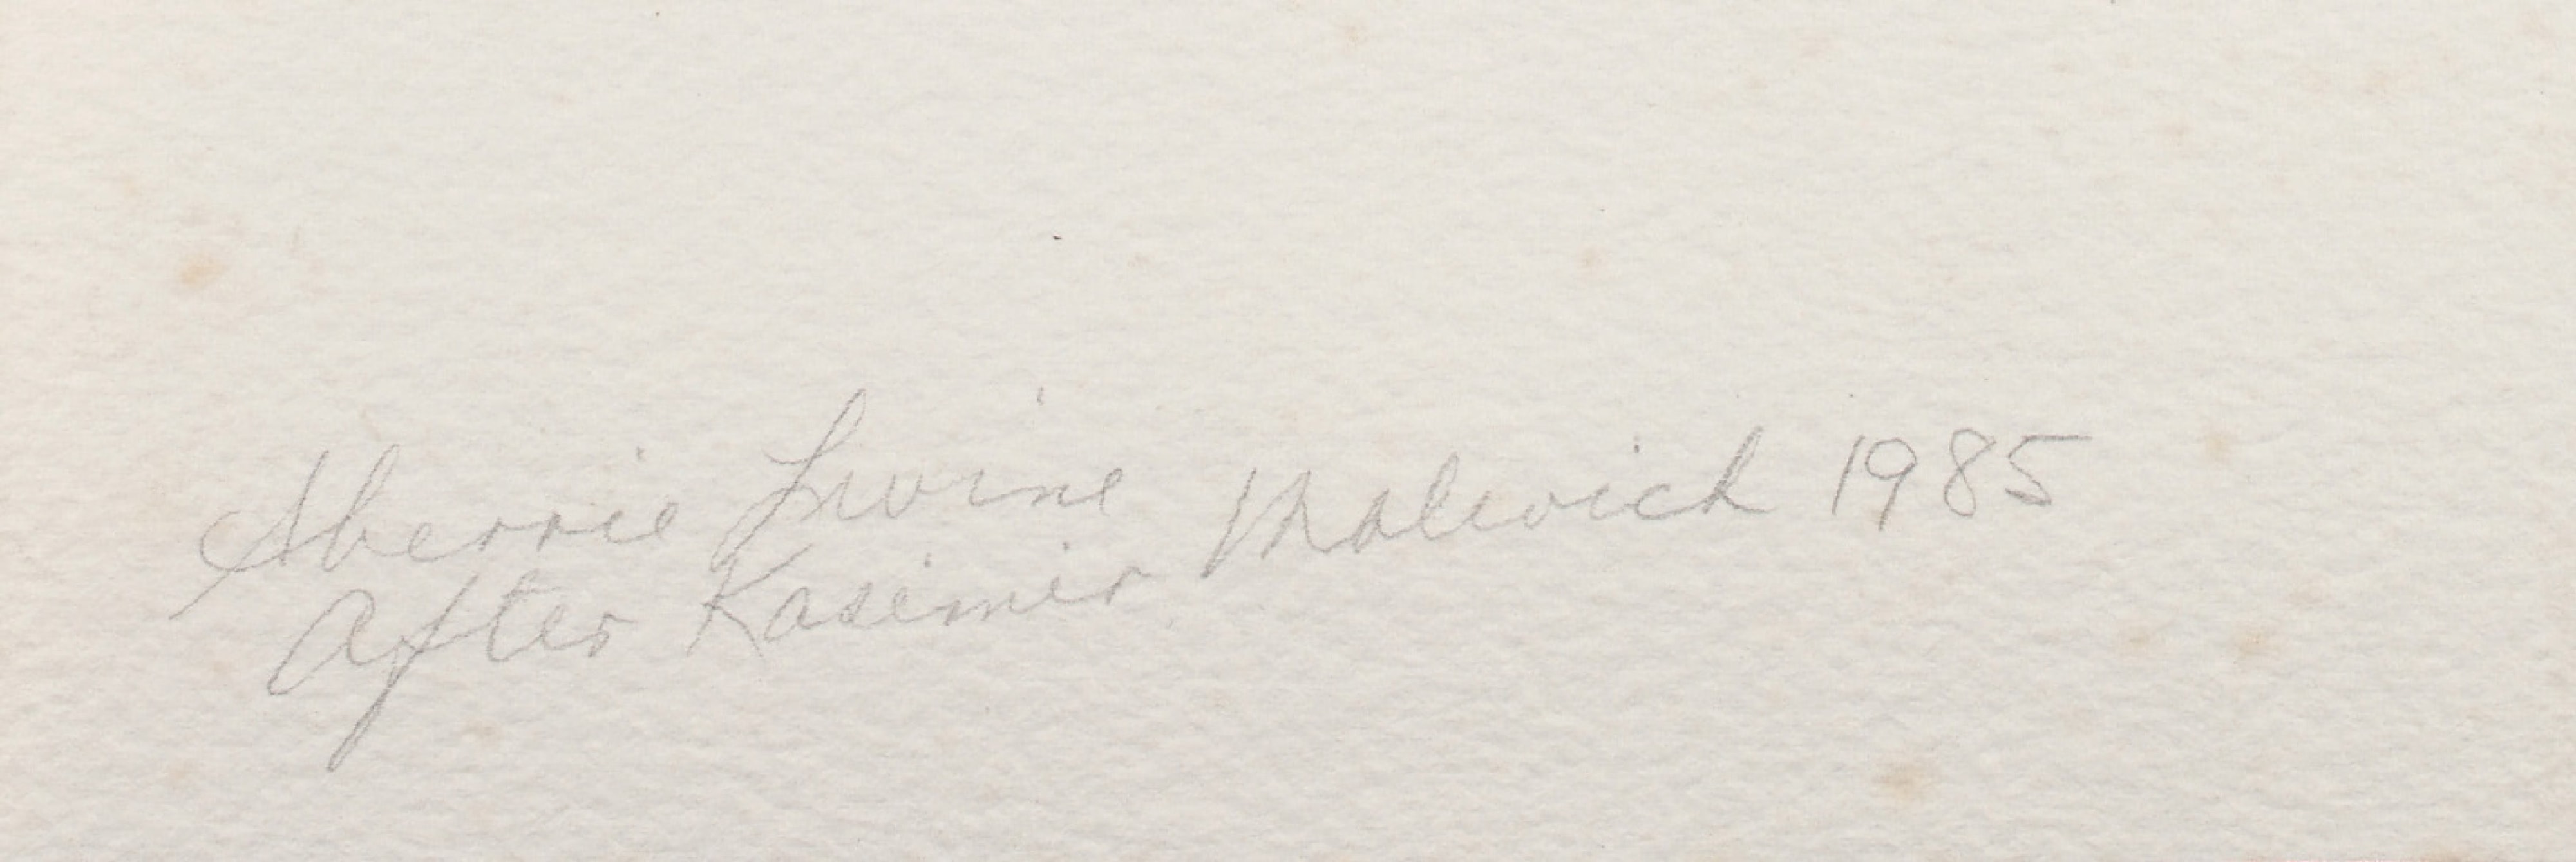 Sherrie Levine
After Kasimir Malevich 1985